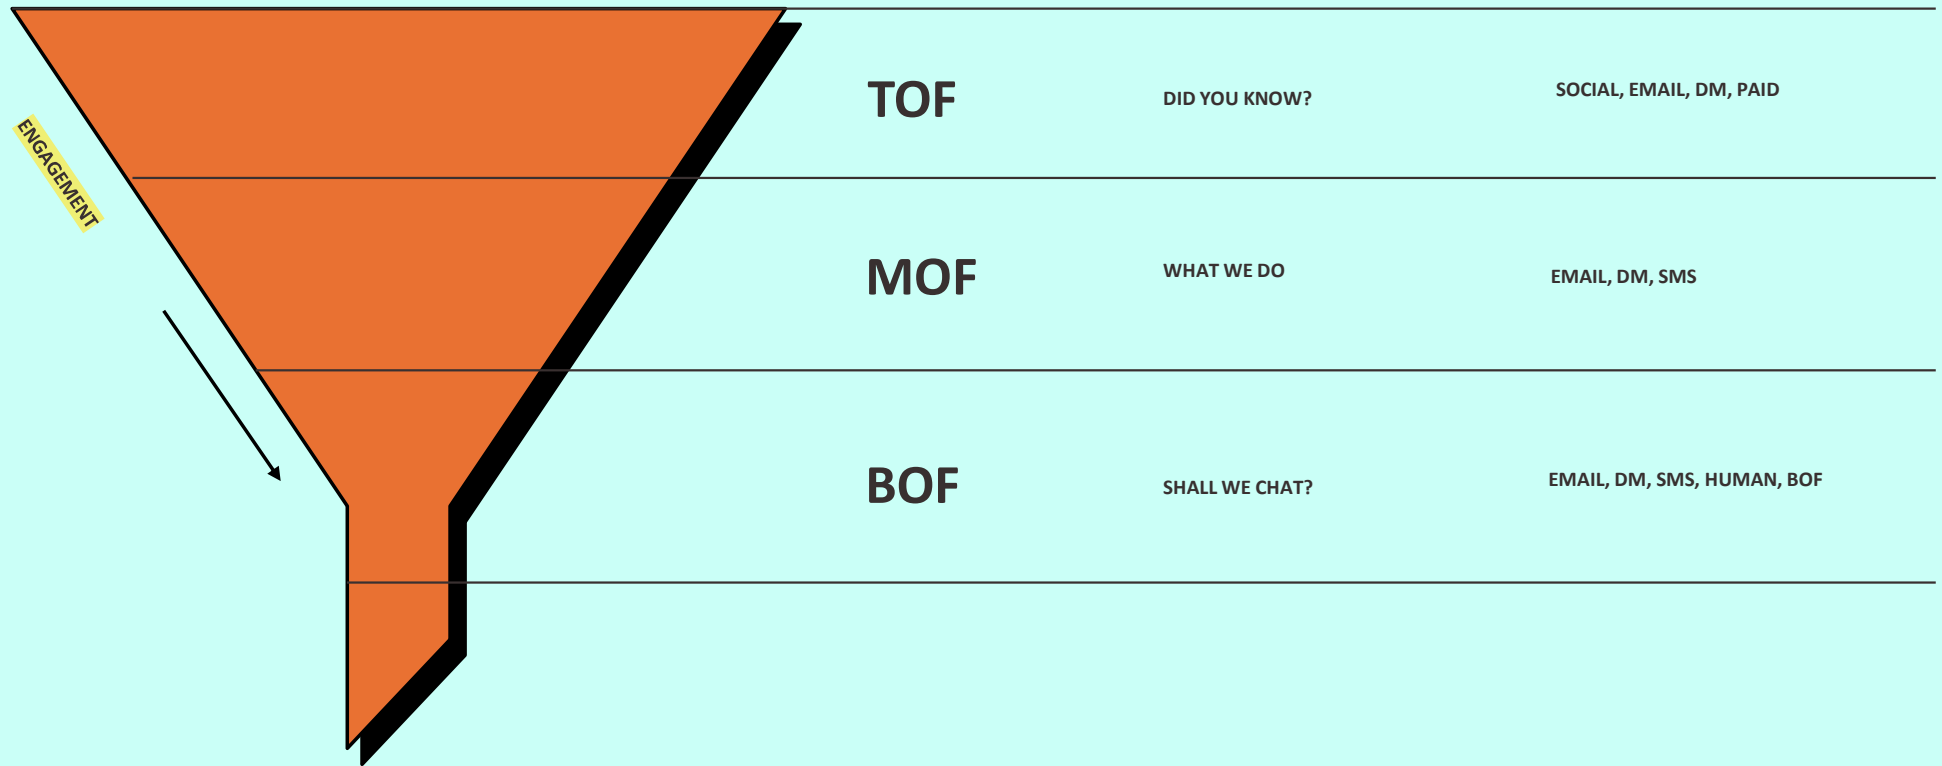 TOF
DID YOU KNOW?
SOCIAL, EMAIL, DM, PAID
ENGAGEMENT
MOF
WHAT WE DO
EMAIL, DM, SMS
BOF
SHALL WE CHAT?
EMAIL, DM, SMS, HUMAN, BOF